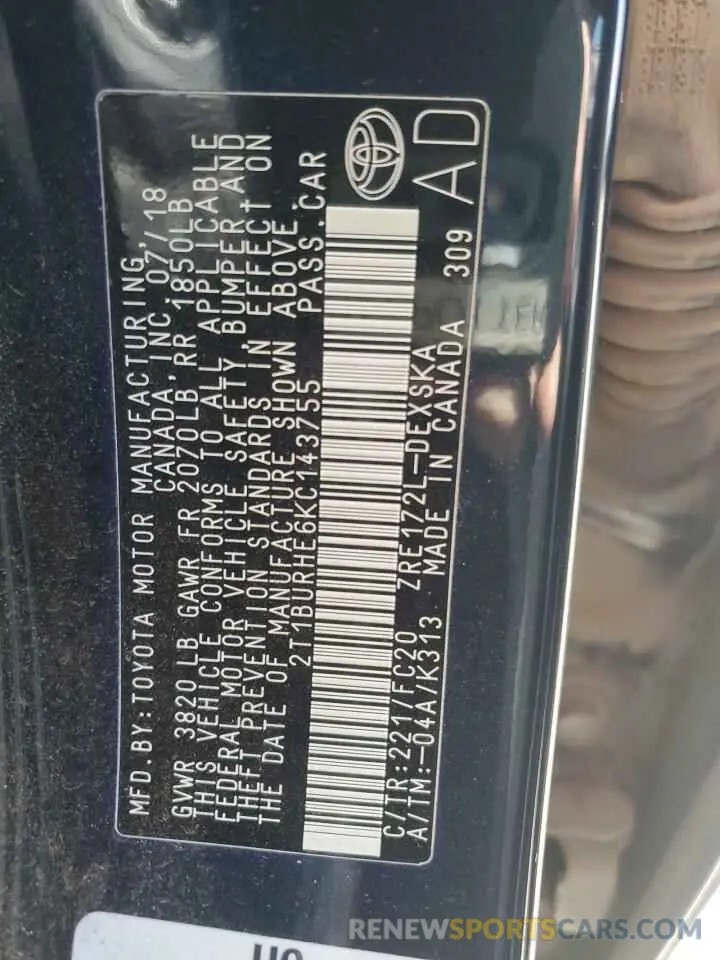 MFD.BY:TOYOTA MOTOR MANUFACTURING,
CANADA, INC. 07/18
GVWR 3820 LB GAWR FR 2070LB RR 1850LB
THIS VEHICLE CONFORMS TO ALL APPLICABLE
FEDERAL MOTOR VEHICLE SAFETY, BUMPER AND
THEFT PREVENTION STANDARDS IN EFFECT ON
THE DATE OF MANUFACTURE SHOWN ABOVE.
2T1BURHE6KC143755 PASS.CAR
C/TR:221/FC20 ZRE172L-DEXSKA
A/TM:-04A/K313 MADE IN CANADA 309
AD
RENEWSPORTCARS.COM